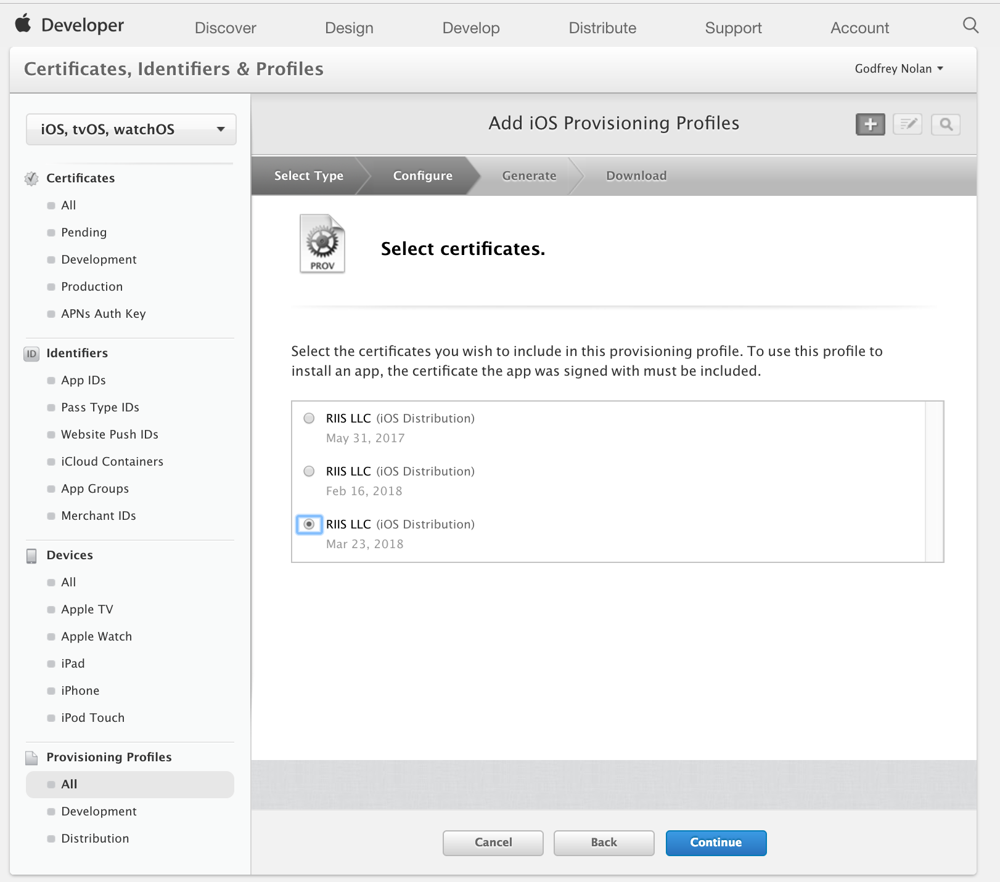 Developer
Discover
Design
Develop
Distribute
Support
Account
Certificates, Identifiers & Profiles
Godfrey Nolan
iOS, tvOS, watchOS
Certificates
All
Pending
Development
Production
APNs Auth Key
ID
Identifiers
App IDs
Pass Type IDs
Website Push IDs
iCloud Containers
App Groups
Merchant IDs
Devices
All
Apple TV
Apple Watch
iPad
iPhone
iPod Touch
Provisioning Profiles
All
Development
Distribution
Add iOS Provisioning Profiles
Select Type
Configure
Generate
Download
PROV
Select certificates.
Select the certificates you wish to include in this provisioning profile. To use this profile to
install an app, the certificate the app was signed with must be included.
RIIS LLC (iOS Distribution)
May 31, 2017
RIIS LLC (iOS Distribution)
Feb 16, 2018
RIIS LLC (iOS Distribution)
Mar 23, 2018
Cancel
Back
Continue